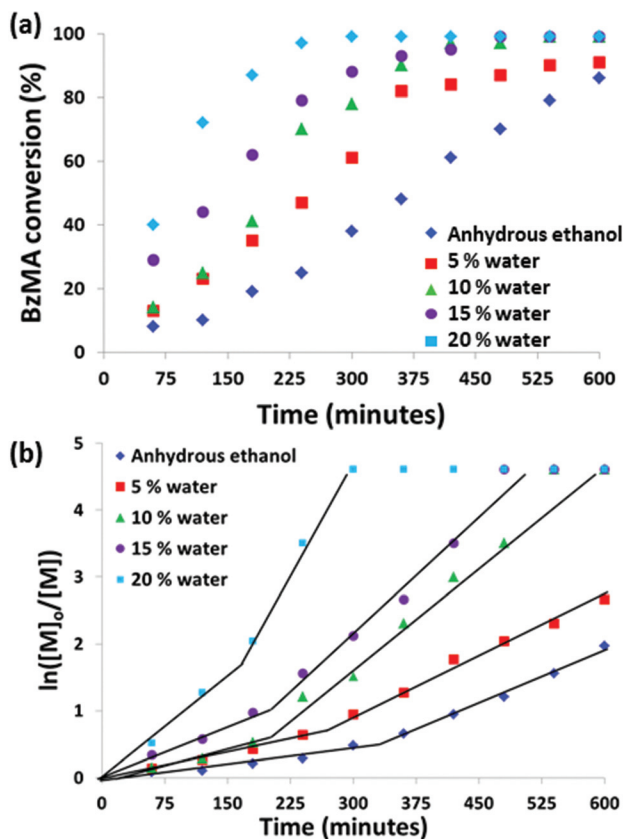 (a)
BzMA conversion (%)
100
80
60
40
20
0
0 75 150 225 300 375 450 525 600
Time (minutes)
Anhydrous ethanol
5 % water
10 % water
15 % water
20 % water
(b)
ln([M]o/[M])
5
4
3
2
1
0
0 75 150 225 300 375 450 525 600
Time (minutes)
Anhydrous ethanol
5 % water
10 % water
15 % water
20 % water